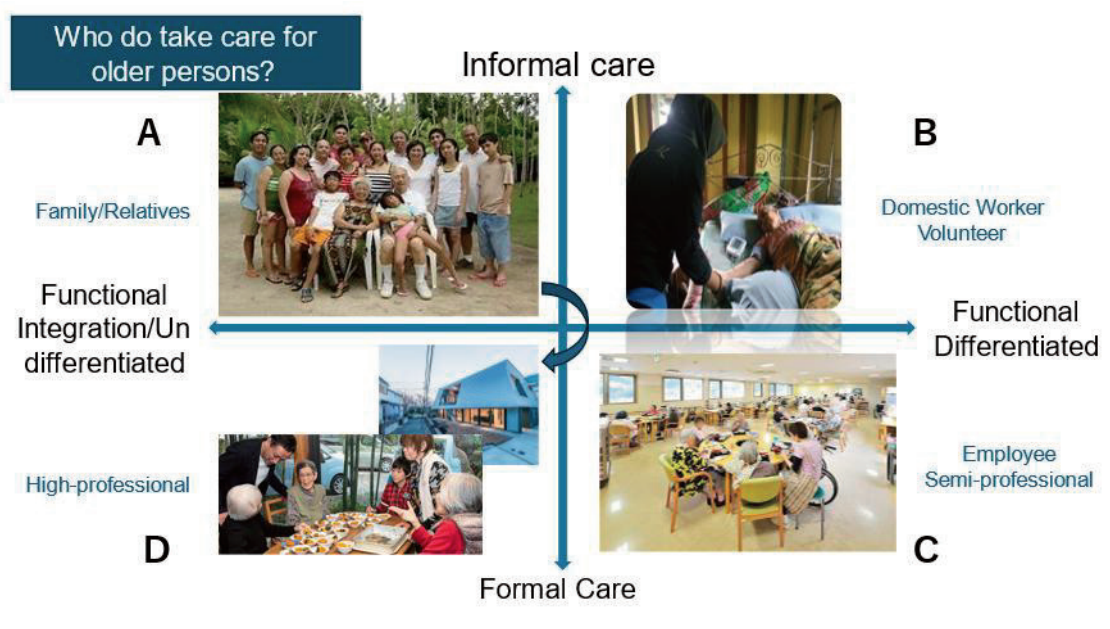 Who do take care for
older persons?
Informal care
A
B
Family/Relatives
Domestic Worker
Volunteer
Functional
Integration/Un
differentiated
Functional
Differentiated
High-professional
Employee
Semi-professional
D
C
Formal Care